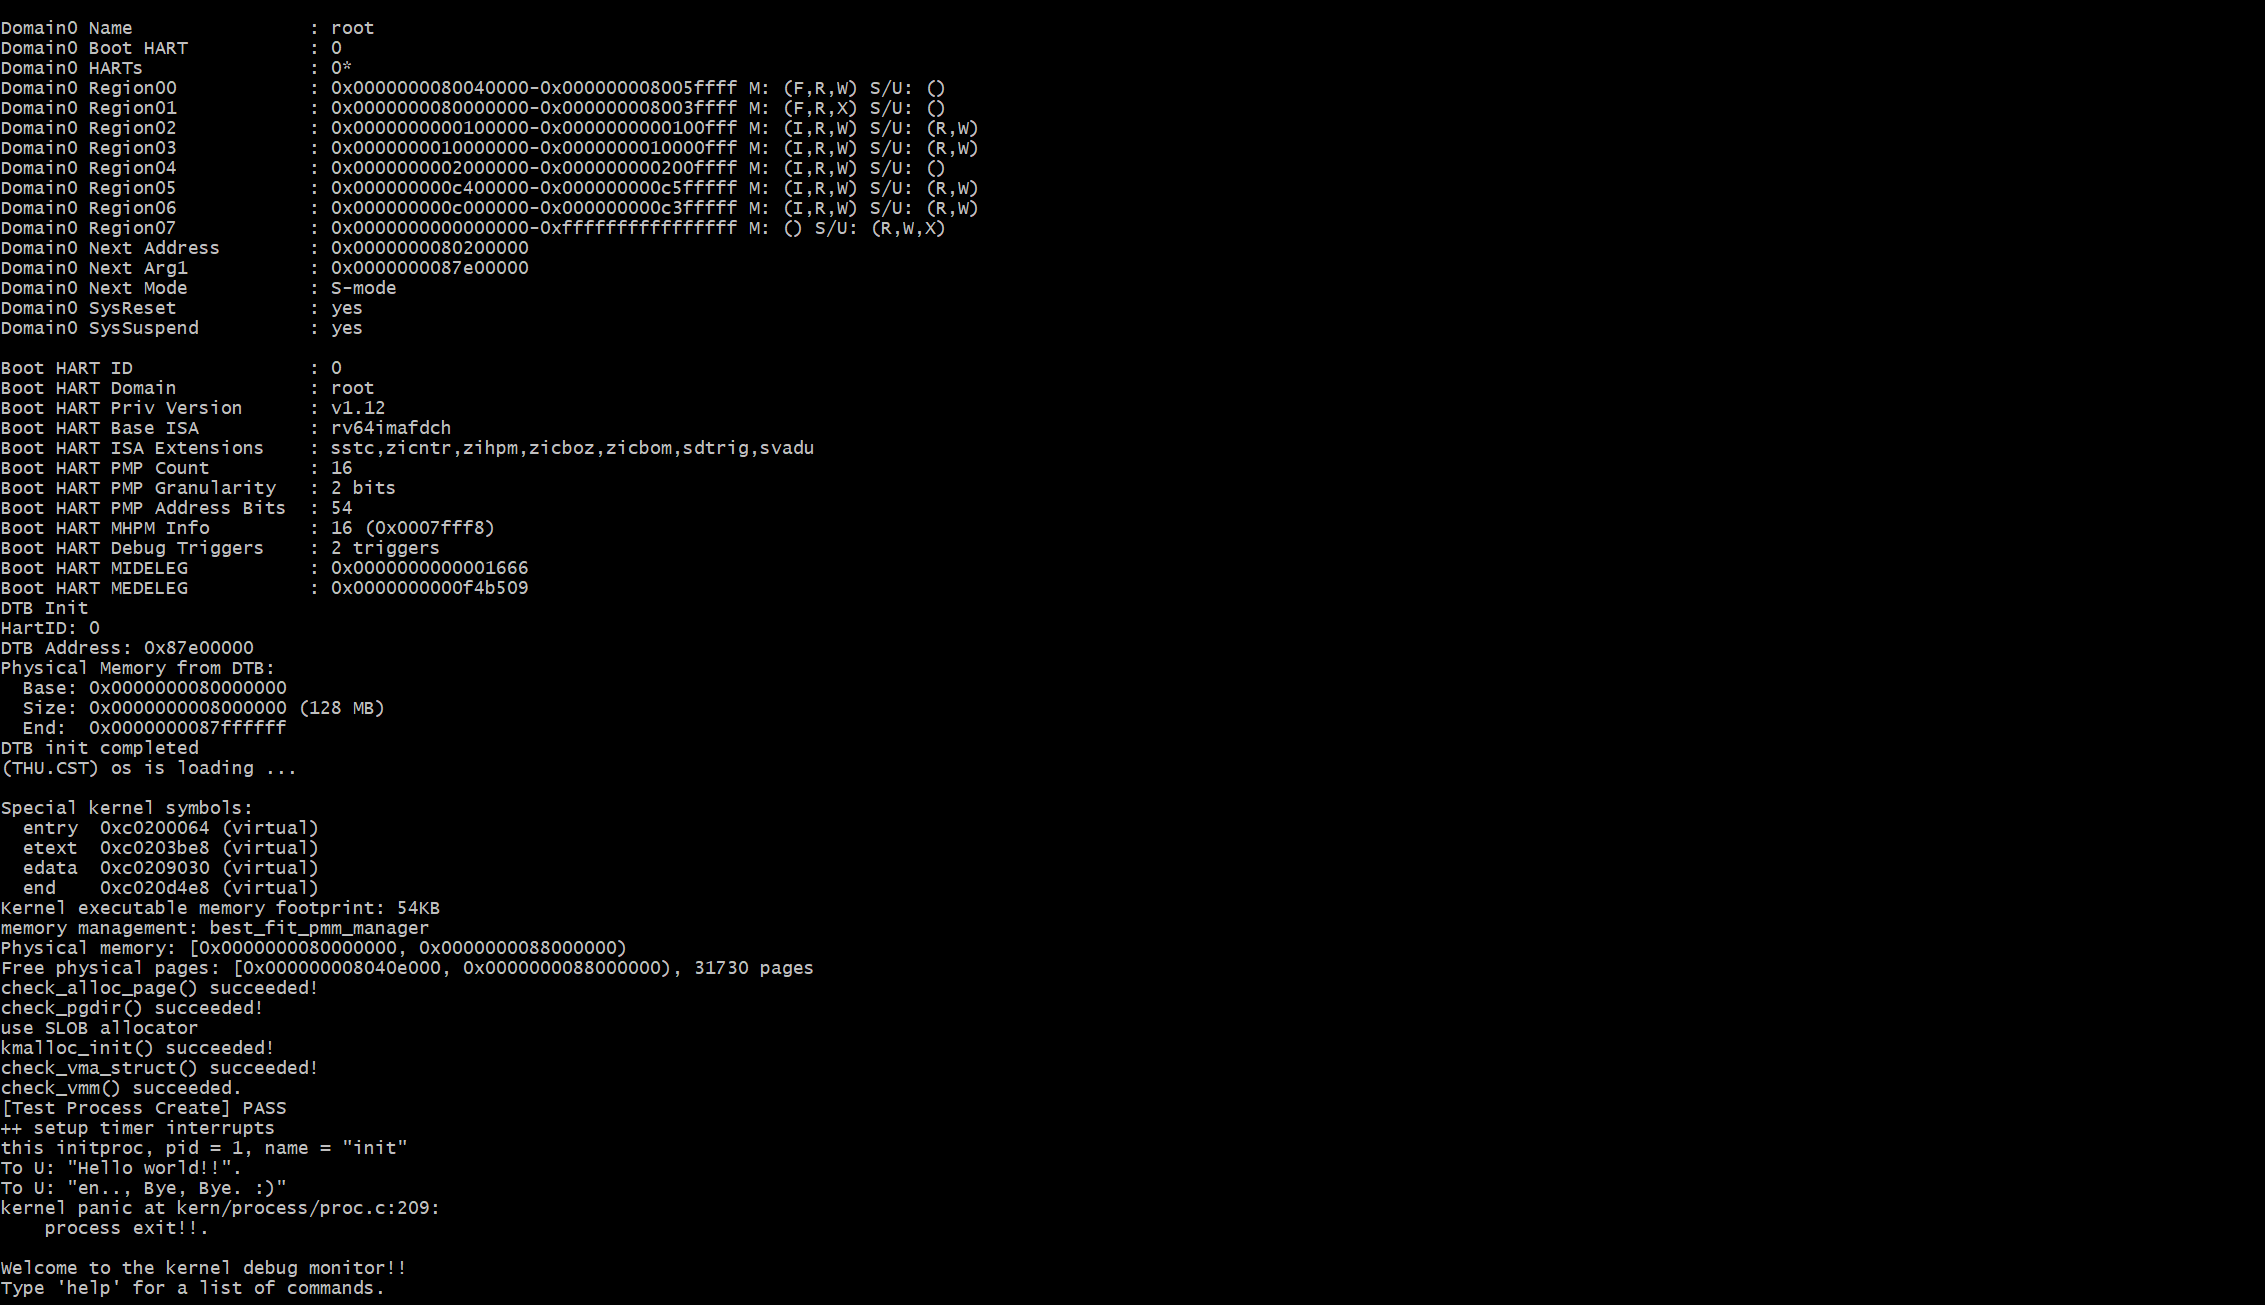 Domain0 Name                : root
Domain0 Boot HART           : 0
Domain0 HARTs               : 0*
Domain0 Region00            : 0x0000000080040000-0x000000008005ffff M: (F,R,W) S/U: ()
Domain0 Region01            : 0x0000000080000000-0x000000008003ffff M: (F,R,X) S/U: ()
Domain0 Region02            : 0x0000000000100000-0x0000000000100fff M: (I,R,W) S/U: (R,W)
Domain0 Region03            : 0x0000000010000000-0x0000000010000fff M: (I,R,W) S/U: (R,W)
Domain0 Region04            : 0x0000000002000000-0x000000000200ffff M: (I,R,W) S/U: ()
Domain0 Region05            : 0x000000000c400000-0x000000000c5fffff M: (I,R,W) S/U: (R,W)
Domain0 Region06            : 0x000000000c000000-0x000000000c3fffff M: (I,R,W) S/U: (R,W)
Domain0 Region07            : 0x0000000000000000-0xffffffffffffffff M: () S/U: (R,W,X)
Domain0 Next Address        : 0x0000000080200000
Domain0 Next Arg1           : 0x0000000087e00000
Domain0 Next Mode           : S-mode
Domain0 SysReset            : yes
Domain0 SysSuspend          : yes

Boot HART ID                : 0
Boot HART Domain            : root
Boot HART Priv Version      : v1.12
Boot HART Base ISA          : rv64imafdch
Boot HART ISA Extensions    : sstc,zicntr,zihpm,zicboz,zicbom,sdtrig,svadu
Boot HART PMP Count         : 16
Boot HART PMP Granularity   : 2 bits
Boot HART PMP Address Bits  : 54
Boot HART MHPM Info         : 16 (0x0007fff8)
Boot HART Debug Triggers    : 2 triggers
Boot HART MIDELEG           : 0x0000000000001666
Boot HART MEDELEG           : 0x0000000000f4b509
DTB Init
HartID: 0
DTB Address: 0x87e00000
Physical Memory from DTB:
  Base: 0x0000000080000000
  Size: 0x0000000008000000 (128 MB)
  End:  0x0000000087ffffff
DTB init completed
(THU.CST) os is loading ...

Special kernel symbols:
  entry  0xc0200064 (virtual)
  etext  0xc0203be8 (virtual)
  edata  0xc0209030 (virtual)
  end    0xc020d4e8 (virtual)
Kernel executable memory footprint: 54KB
memory management: best_fit_pmm_manager
Physical memory: [0x0000000080000000, 0x0000000088000000)
Free physical pages: [0x000000008040e000, 0x0000000088000000), 31730 pages
check_alloc_page() succeeded!
check_pgdir() succeeded!
use SLOB allocator
kmalloc_init() succeeded!
check_vma_struct() succeeded!
check_vmm() succeeded.
[Test Process Create] PASS
++ setup timer interrupts
this initproc, pid = 1, name = "init"
To U: "Hello world!!".
To U: "en.., Bye, Bye. :)"
kernel panic at kern/process/proc.c:209:
    process exit!!.

Welcome to the kernel debug monitor!!
Type 'help' for a list of commands.